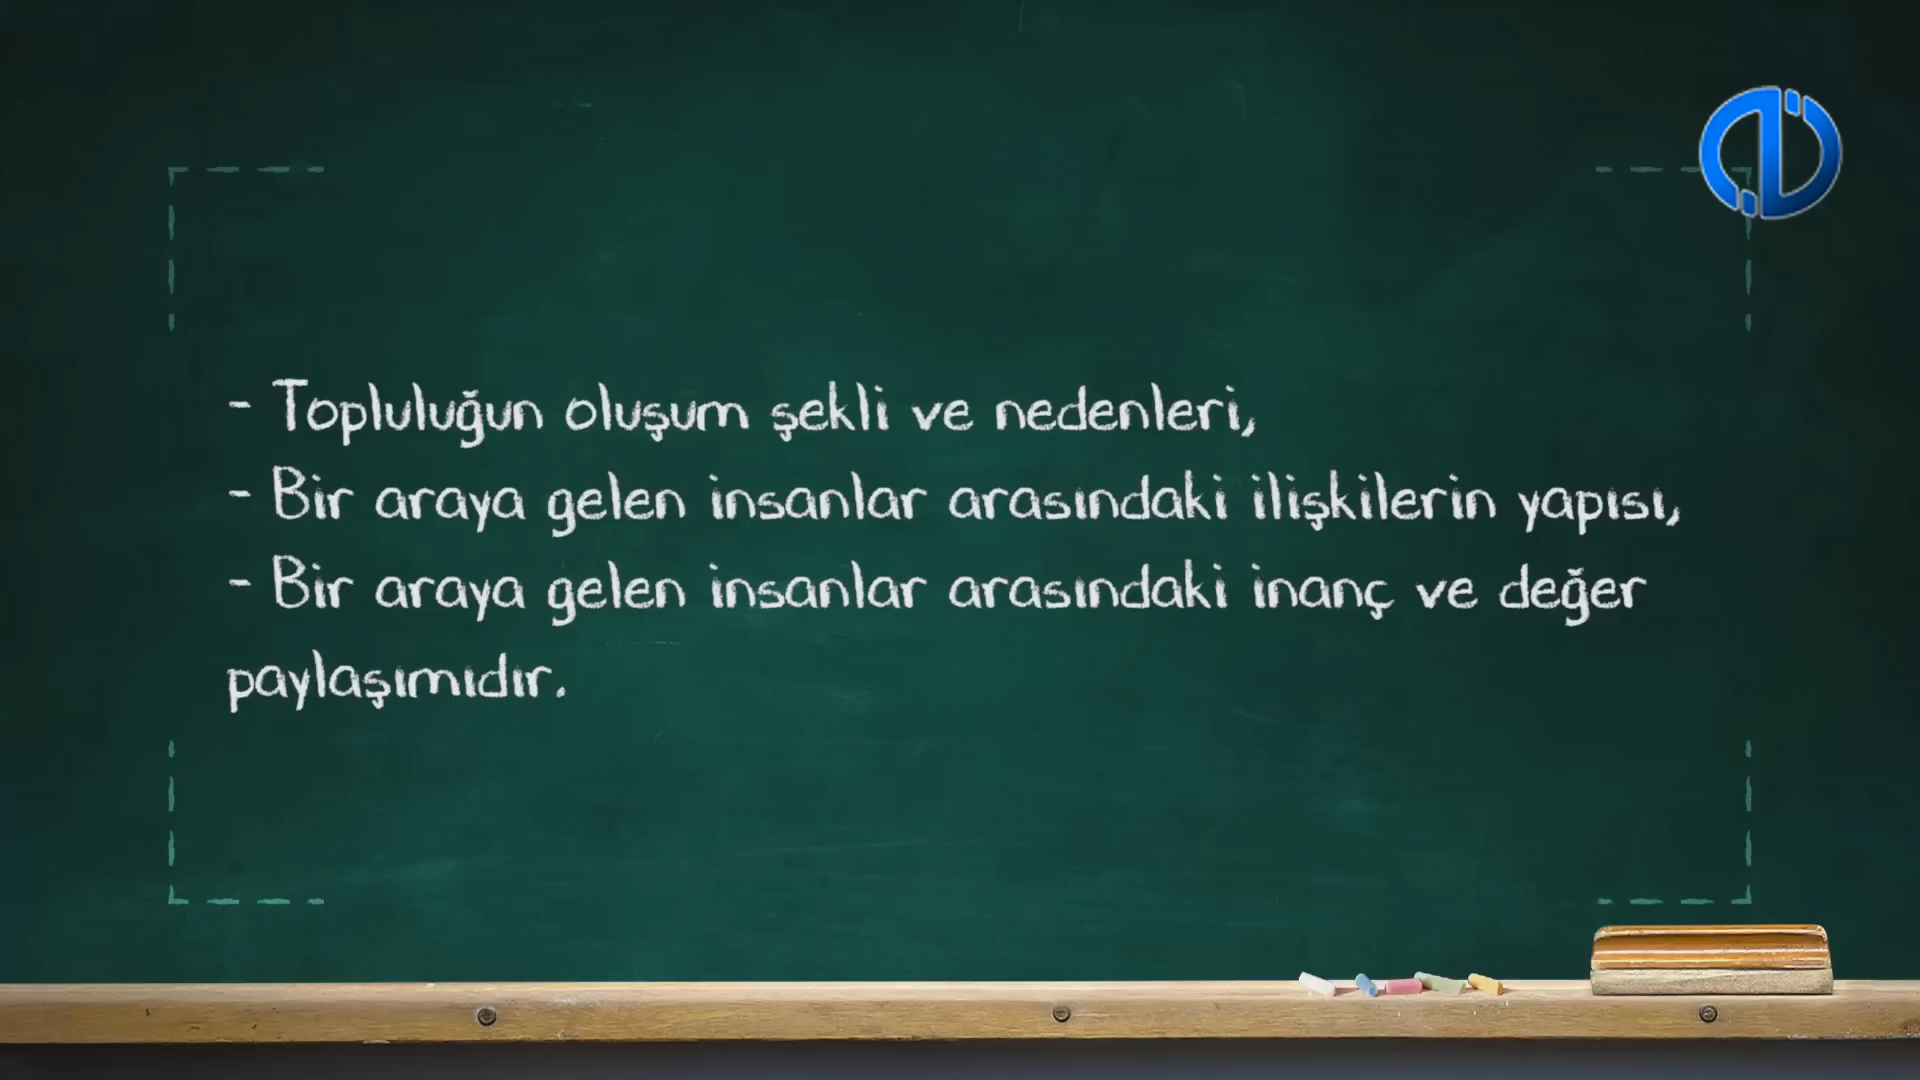 - Topluluğun oluşum şekli ve nedenleri,
- Bir araya gelen insanlar arasındaki ilişkilerin yapısı,
- Bir araya gelen insanlar arasındaki inanç ve değer
paylaşımıdır.